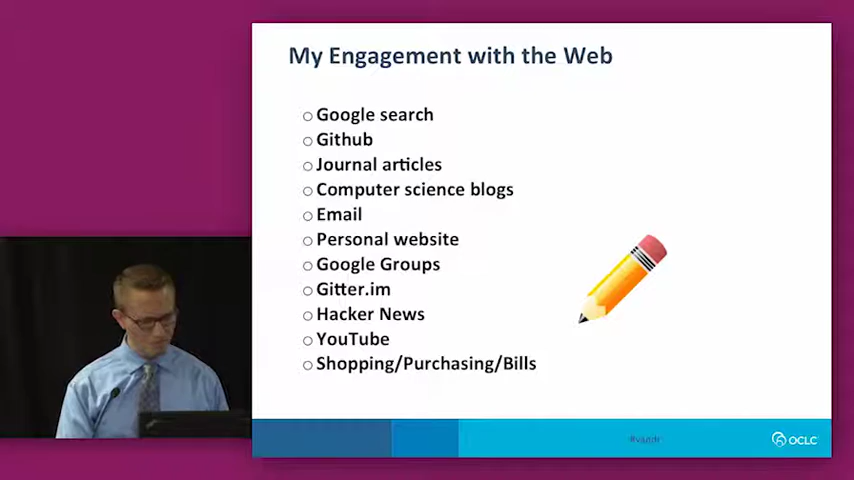 My Engagement with the Web
Google search
Github
Journal articles
Computer science blogs
Email
Personal website
Google Groups
Gitter.im
Hacker News
YouTube
Shopping/Purchasing/Bills
OCLC